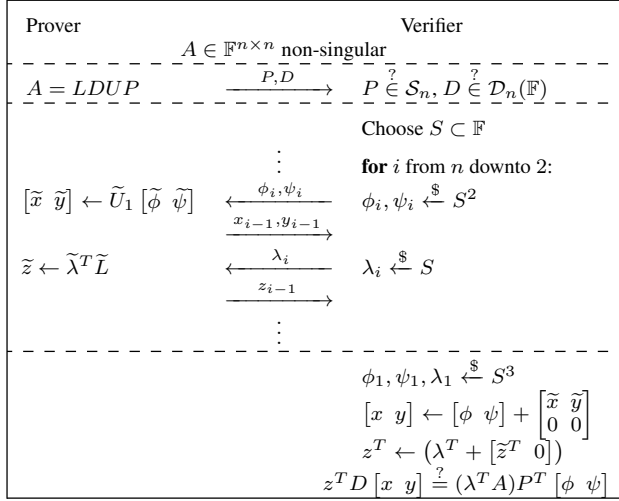 Prover Verifier
A ∈ 𝔽^{n×n} non-singular
A = LDUP P,D P ∈^? S_n, D ∈^? D_n(𝔽)
Choose S ⊂ 𝔽
⋮ for i from n downto 2:
[x̃ ỹ] ← Ũ_1 [φ̃ ψ̃] φ_i, ψ_i φ_i, ψ_i ←^$ S^2
x_{i−1}, y_{i−1}
z̃ ← λ̃^T L̃ λ_i λ_i ←^$ S
z_{i−1}
⋮
φ_1, ψ_1, λ_1 ←^$ S^3
[x y] ← [φ ψ] + [x̃ ỹ
0 0]
z^T ← (λ^T + [z̃^T 0])
z^T D [x y] =^? (λ^T A)P^T [φ ψ]